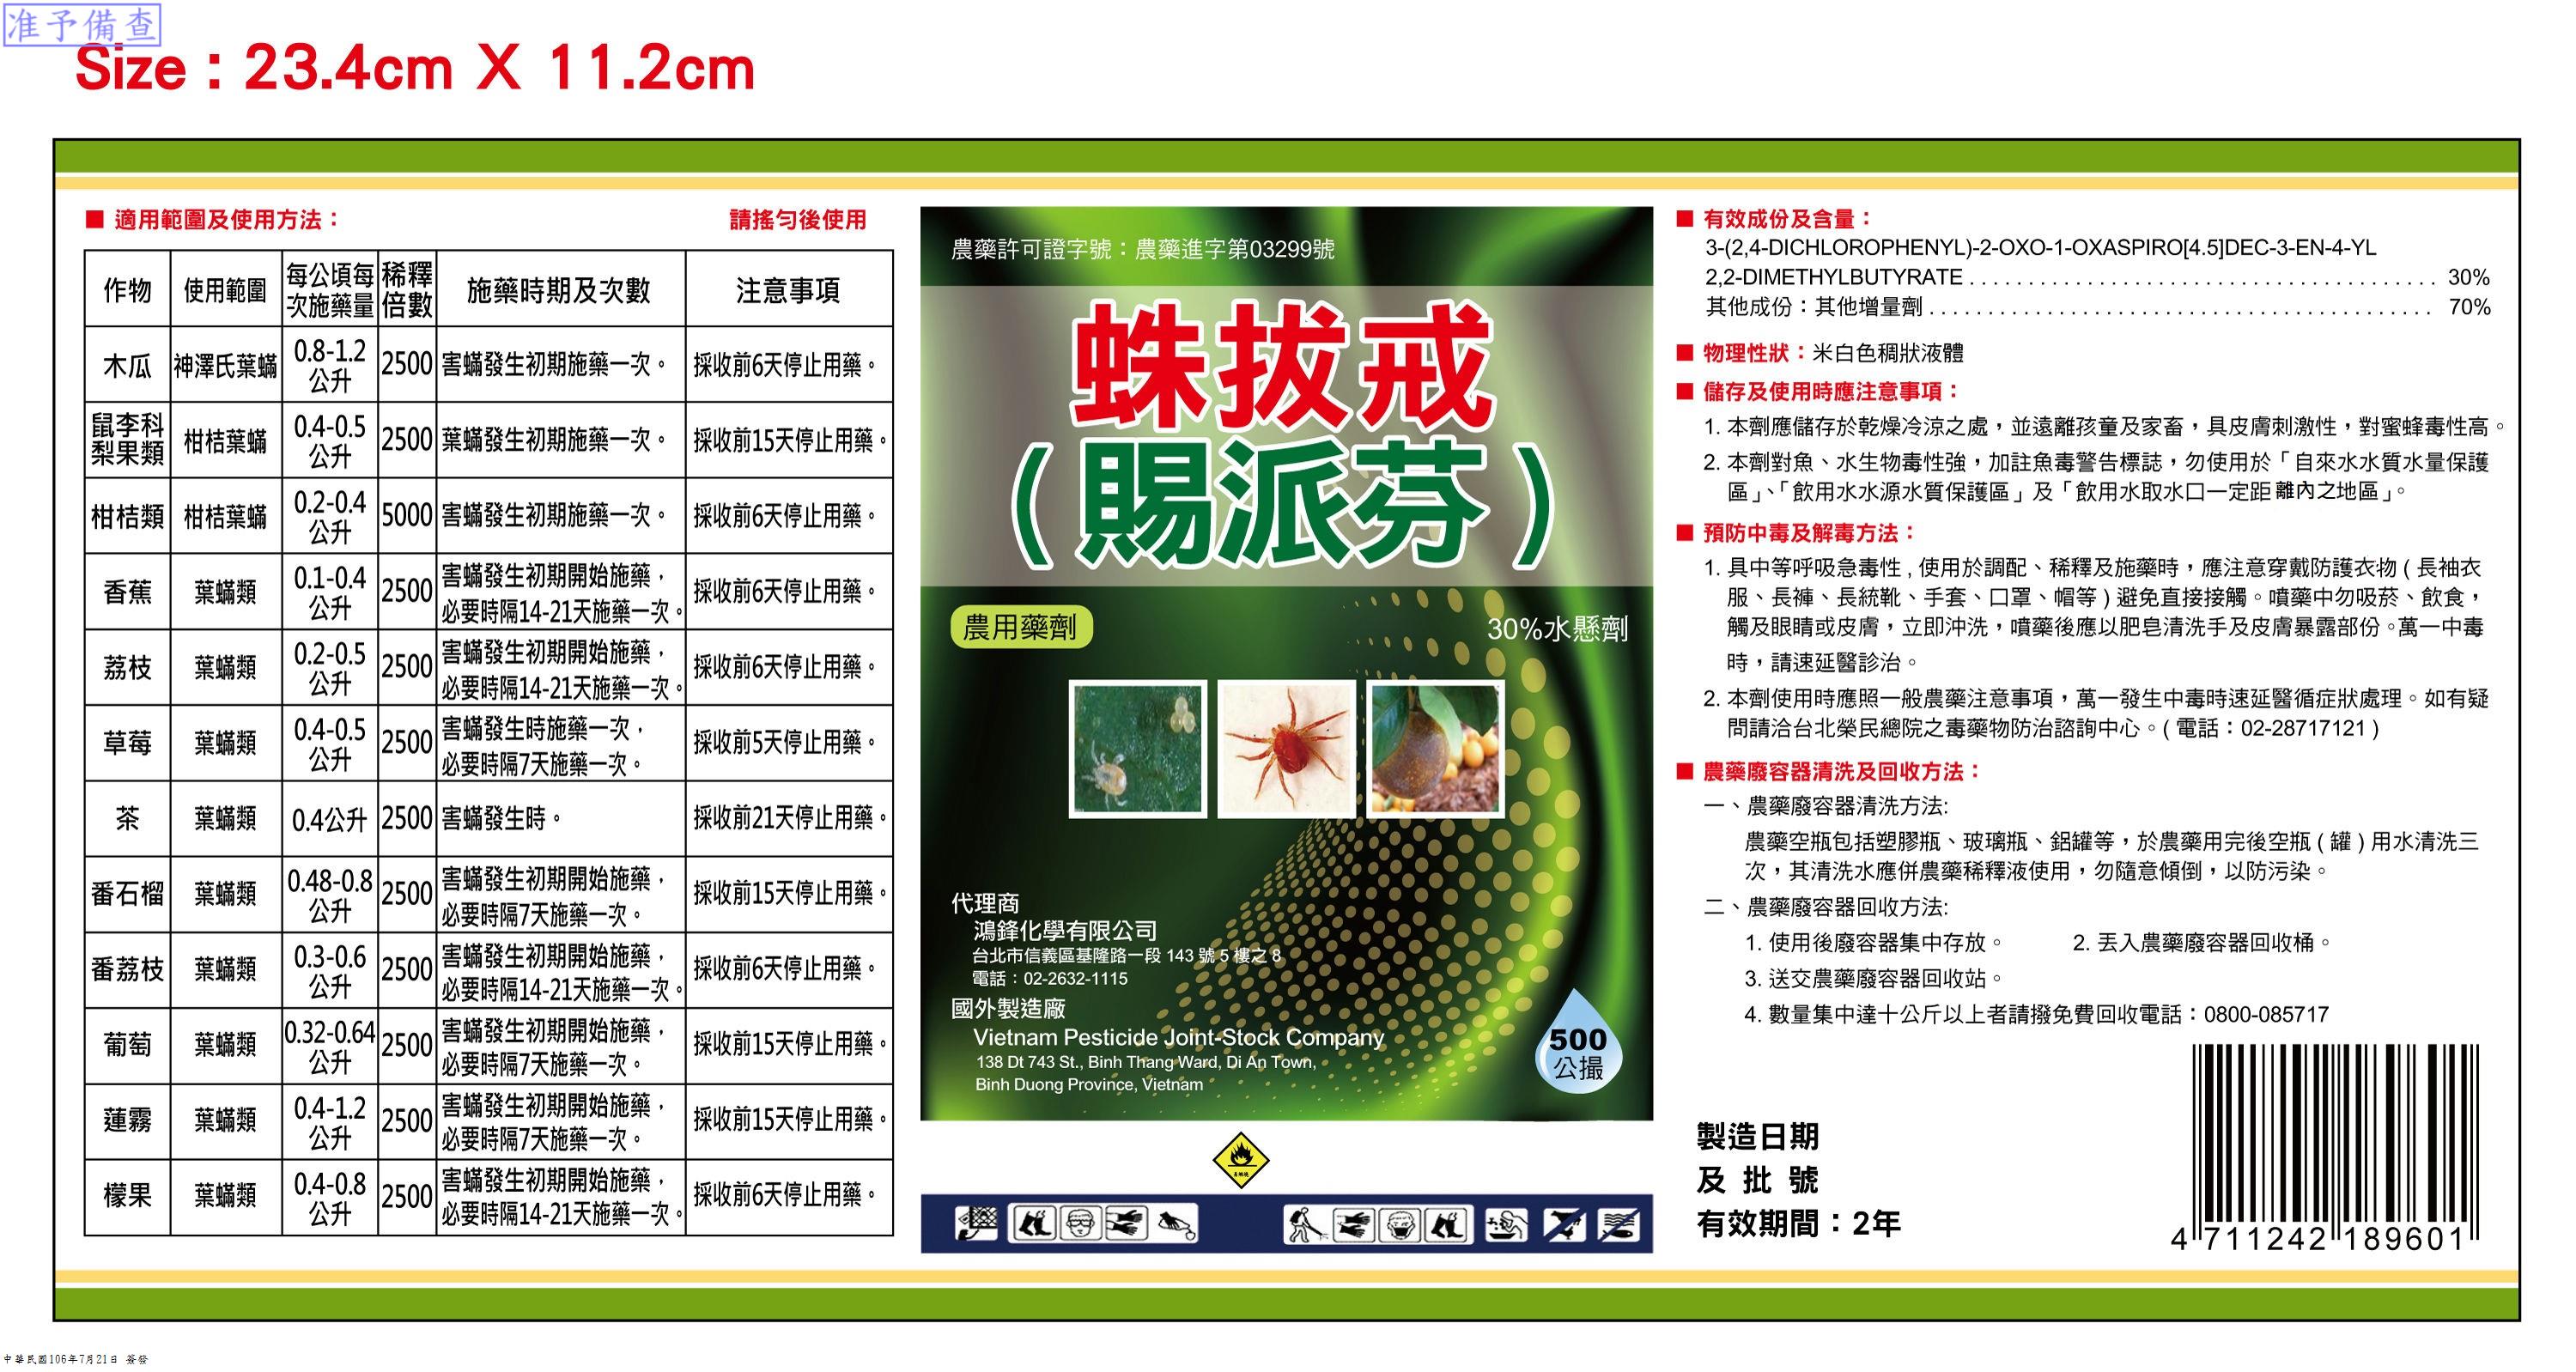 准予備查
Size : 23.4cm X 11.2cm
■ 適用範圍及使用方法： 請搖勻後使用
作物 使用範圍 每公頃每次施藥量 稀釋倍數 施藥時期及次數 注意事項
木瓜 神澤氏葉蟎 0.8-1.2公升 2500 害蟎發生初期施藥一次。 採收前6天停止用藥。
鼠李科梨果類 柑桔葉蟎 0.4-0.5公升 2500 葉蟎發生初期施藥一次。 採收前15天停止用藥。
柑桔類 柑桔葉蟎 0.2-0.4公升 5000 害蟎發生初期施藥一次。 採收前6天停止用藥。
香蕉 葉蟎類 0.1-0.4公升 2500 害蟎發生初期開始施藥，必要時隔14-21天施藥一次。 採收前6天停止用藥。
荔枝 葉蟎類 0.2-0.5公升 2500 害蟎發生初期開始施藥，必要時隔14-21天施藥一次。 採收前6天停止用藥。
草莓 葉蟎類 0.4-0.5公升 2500 害蟎發生時施藥一次，必要時隔7天施藥一次。 採收前5天停止用藥。
茶 葉蟎類 0.4公升 2500 害蟎發生時。 採收前21天停止用藥。
番石榴 葉蟎類 0.48-0.8公升 2500 害蟎發生初期開始施藥，必要時隔7天施藥一次。 採收前15天停止用藥。
番荔枝 葉蟎類 0.3-0.6公升 2500 害蟎發生初期開始施藥，必要時隔14-21天施藥一次。 採收前6天停止用藥。
葡萄 葉蟎類 0.32-0.64公升 2500 害蟎發生初期開始施藥，必要時隔7天施藥一次。 採收前15天停止用藥。
蓮霧 葉蟎類 0.4-1.2公升 2500 害蟎發生初期開始施藥，必要時隔7天施藥一次。 採收前15天停止用藥。
檬果 葉蟎類 0.4-0.8公升 2500 害蟎發生初期開始施藥，必要時隔14-21天施藥一次。 採收前6天停止用藥。
農藥許可證字號：農藥進字第03299號
蛛拔戒
（賜派芬）
農用藥劑
30%水懸劑
代理商
鴻鋒化學有限公司
台北市信義區基隆路一段 143 號 5 樓之 8
電話：02-2632-1115
國外製造廠
Vietnam Pesticide Joint-Stock Company
138 Dt 743 St., Binh Thang Ward, Di An Town,
Binh Duong Province, Vietnam
500
公撮
■ 有效成份及含量：
3-(2,4-DICHLOROPHENYL)-2-OXO-1-OXASPIRO[4.5]DEC-3-EN-4-YL
2,2-DIMETHYLBUTYRATE . . . . . . . . . . . . . . . . . . . . 30%
其他成份：其他增量劑 . . . . . . . . . . . . . . . . . . . . 70%
■ 物理性狀：米白色稠狀液體
■ 儲存及使用時應注意事項：
1. 本劑應儲存於乾燥冷涼之處，並遠離孩童及家畜，具皮膚刺激性，對蜜蜂毒性高。
2. 本劑對魚、水生物毒性強，加註魚毒警告標誌，勿使用於「自來水水質水量保護
區」、「飲用水水源水質保護區」及「飲用水取水口一定距離內之地區」。
■ 預防中毒及解毒方法：
1. 具中等呼吸急毒性 , 使用於調配、稀釋及施藥時，應注意穿戴防護衣物 ( 長袖衣
服、長褲、長統靴、手套、口罩、帽等 ) 避免直接接觸。噴藥中勿吸菸、飲食，
觸及眼睛或皮膚，立即沖洗，噴藥後應以肥皂清洗手及皮膚暴露部份。萬一中毒
時，請速延醫診治。
2. 本劑使用時應照一般農藥注意事項，萬一發生中毒時速延醫循症狀處理。如有疑
問請洽台北榮民總院之毒藥物防治諮詢中心。( 電話：02-28717121 )
■ 農藥廢容器清洗及回收方法：
一、農藥廢容器清洗方法:
農藥空瓶包括塑膠瓶、玻璃瓶、鋁罐等，於農藥用完後空瓶 ( 罐 ) 用水清洗三
次，其清洗水應併農藥稀釋液使用，勿隨意傾倒，以防污染。
二、農藥廢容器回收方法:
1. 使用後廢容器集中存放。 2. 丟入農藥廢容器回收桶。
3. 送交農藥廢容器回收站。
4. 數量集中達十公斤以上者請撥免費回收電話：0800-085717
製造日期
及 批 號
有效期間：2年
4 711242 189601
中華民國106年7月21日 簽發